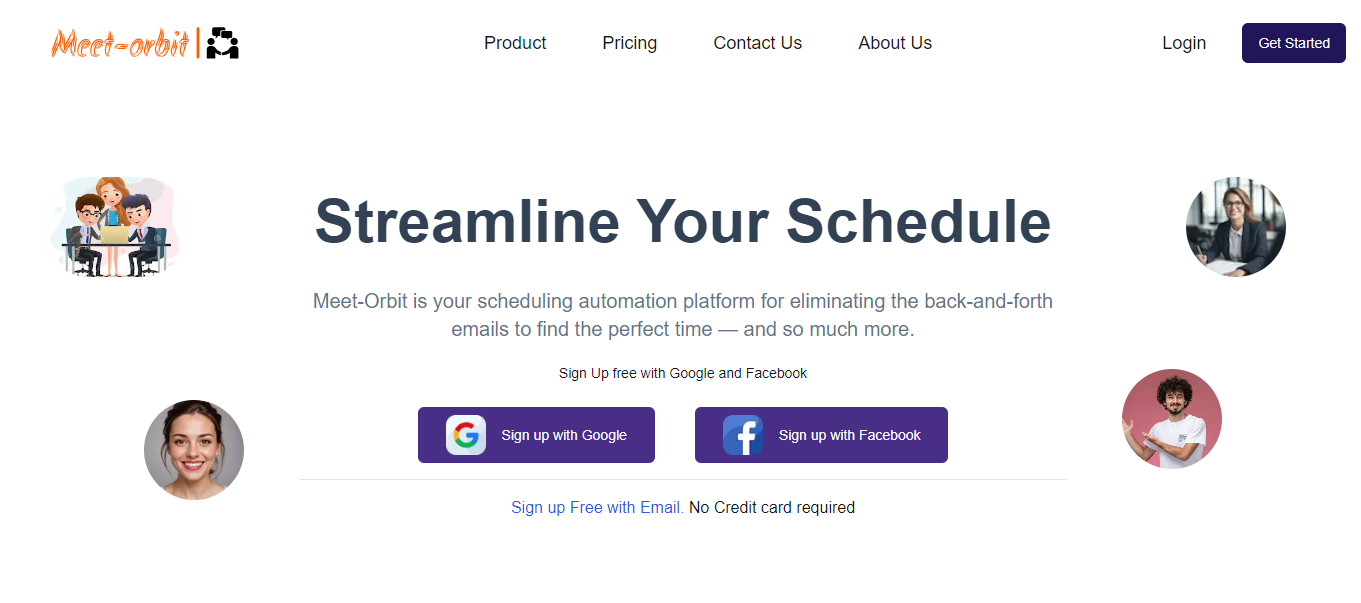 Meet-orbit|
Product Pricing Contact Us About Us Login Get Started
Streamline Your Schedule
Meet-Orbit is your scheduling automation platform for eliminating the back-and-forth
emails to find the perfect time — and so much more.
Sign Up free with Google and Facebook
Sign up with Google Sign up with Facebook
Sign up Free with Email. No Credit card required